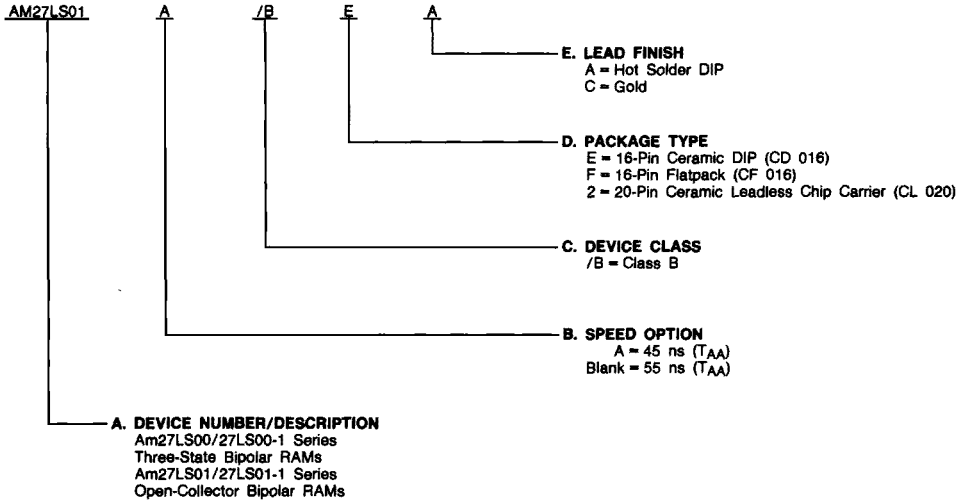 AM27LS01 A /B E A
E. LEAD FINISH
A = Hot Solder DIP
C = Gold
D. PACKAGE TYPE
E = 16-Pin Ceramic DIP (CD 016)
F = 16-Pin Flatpack (CF 016)
2 = 20-Pin Ceramic Leadless Chip Carrier (CL 020)
C. DEVICE CLASS
/B = Class B
B. SPEED OPTION
A = 45 ns (TAA)
Blank = 55 ns (TAA)
A. DEVICE NUMBER/DESCRIPTION
Am27LS00/27LS00-1 Series
Three-State Bipolar RAMs
Am27LS01/27LS01-1 Series
Open-Collector Bipolar RAMs